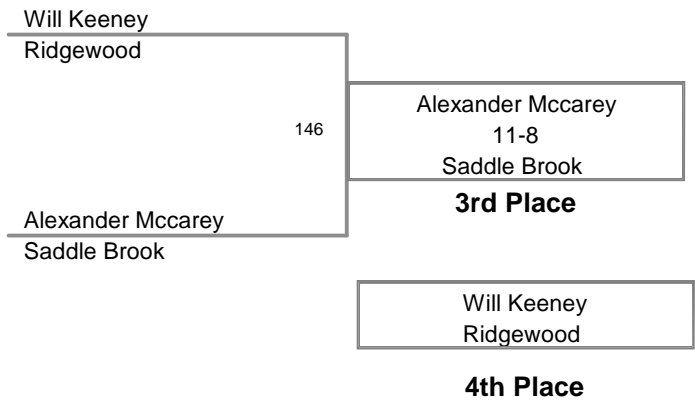 Will Keeney
Ridgewood
146
Alexander Mccarey
11-8
Saddle Brook
3rd Place
Alexander Mccarey
Saddle Brook
Will Keeney
Ridgewood
4th Place